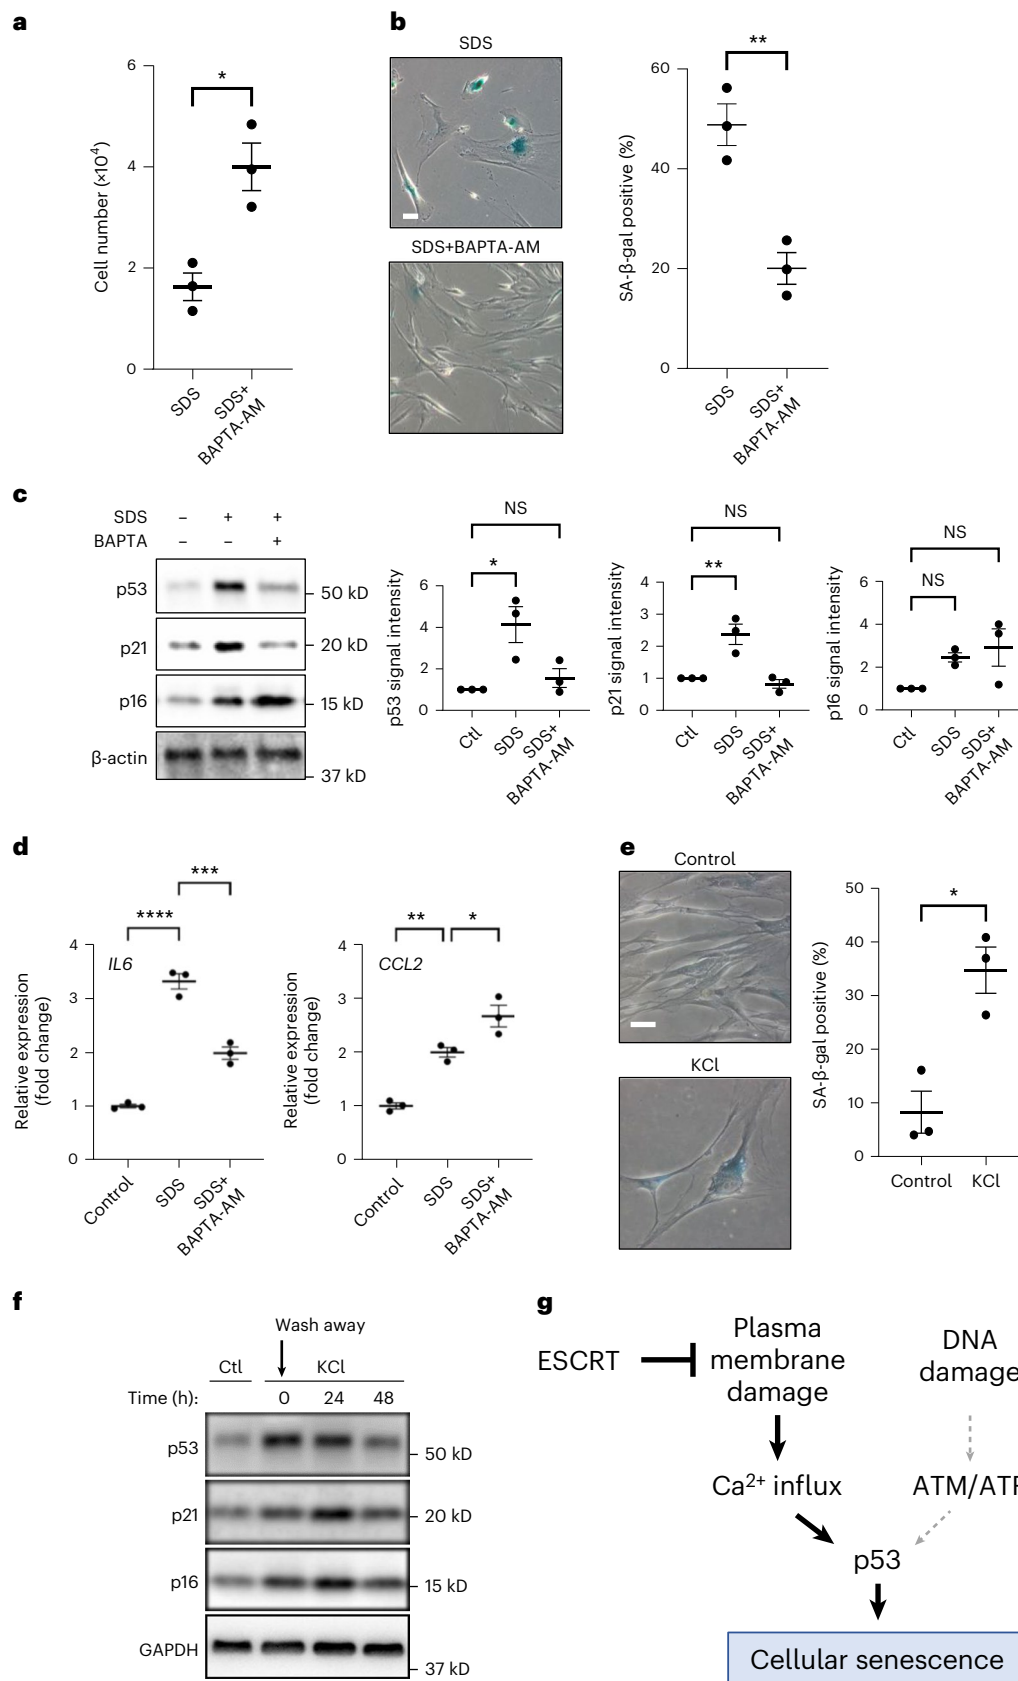 a
6
4
2
0
Cell number (×10⁴)
*
SDS
SDS+
BAPTA-AM
b
SDS
SDS+BAPTA-AM
60
40
20
0
SA-β-gal positive (%)
**
SDS
SDS+
BAPTA-AM
c
SDS – + +
BAPTA – – +
p53
50 kD
p21
20 kD
p16
15 kD
β-actin
37 kD
NS
*
6
4
2
0
p53 signal intensity
Ctl
SDS
SDS+
BAPTA-AM
NS
**
4
3
2
1
0
p21 signal intensity
Ctl
SDS
SDS+
BAPTA-AM
NS
NS
6
4
2
0
p16 signal intensity
Ctl
SDS
SDS+
BAPTA-AM
d
***
****
4
3
2
1
0
IL6
Relative expression
(fold change)
Control
SDS
SDS+
BAPTA-AM
**
*
4
3
2
1
0
CCL2
Relative expression
(fold change)
Control
SDS
SDS+
BAPTA-AM
e
Control
KCl
50
40
30
20
10
0
SA-β-gal positive (%)
*
Control
KCl
f
Wash away
Ctl KCl
Time (h): 0 24 48
p53
50 kD
p21
20 kD
p16
15 kD
GAPDH
37 kD
g
ESCRT
Plasma
membrane
damage
DNA
damage
Ca²⁺ influx
ATM/AT
p53
Cellular senescence